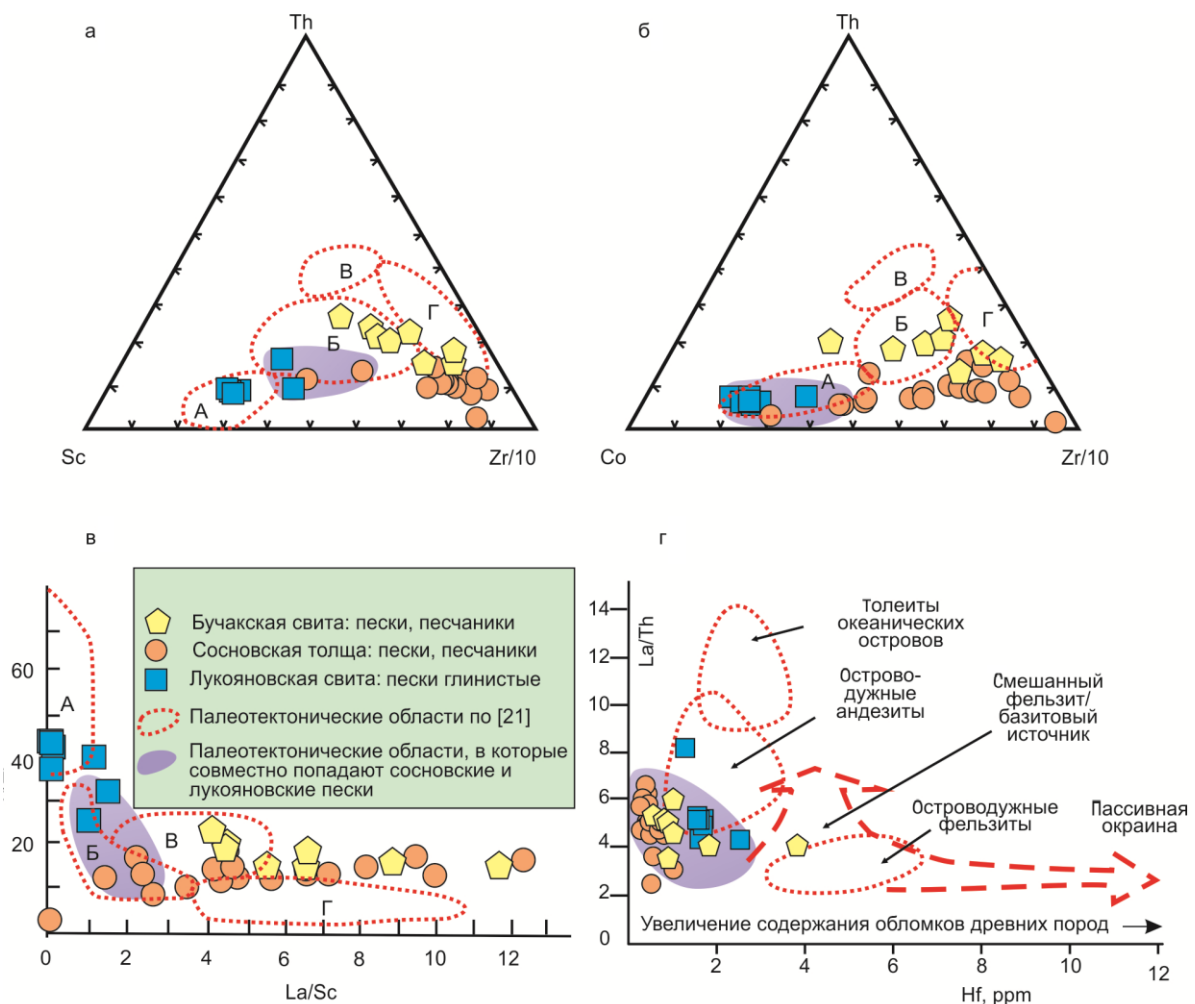 а
Th
А
Б
В
Г
Sc
Zr/10
б
Th
А
Б
В
Г
Co
Zr/10
в
Бучакская свита: пески, песчаники
Сосновская толща: пески, песчаники
Лукояновская свита: пески глинистые
Палеотектонические области по [21]
Палеотектонические области, в которые
совместно попадают сосновские и
лукояновские пески
60
40
20
А
Б
В
Г
0
2
4
6
8
10
12
La/Sc
г
La/Th
14
12
10
8
6
4
2
0
Толеиты
океанических
островов
Острово-
дужные
андезиты
Смешанный
фельзит/
базитовый
источник
Островодужные
фельзиты
Пассивная
окраина
Увеличение содержания обломков древних пород
2
4
6
8
10
12
Hf, ppm